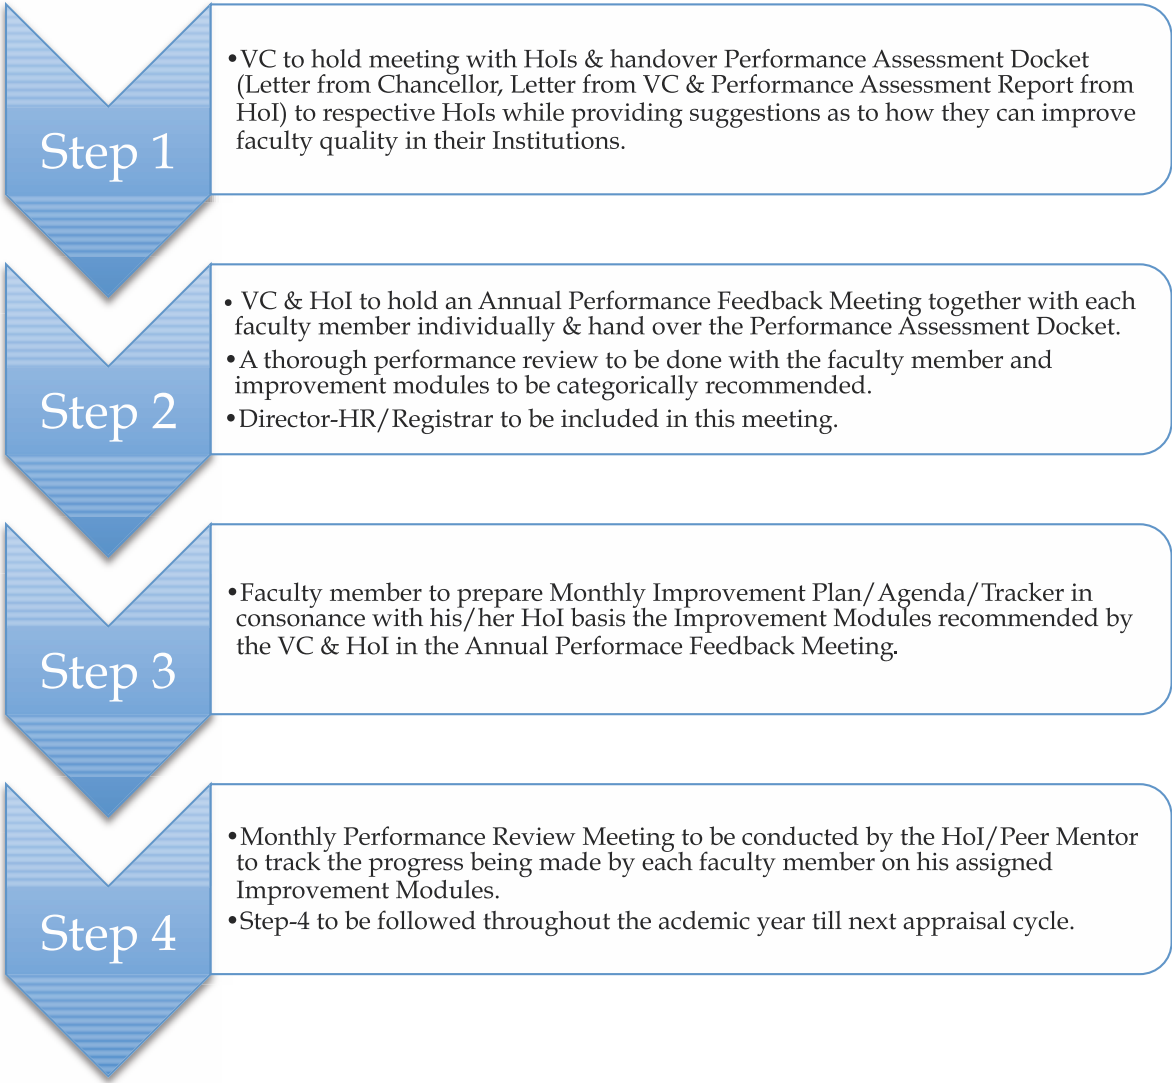 Step 1
•VC to hold meeting with HoIs & handover Performance Assessment Docket
(Letter from Chancellor, Letter from VC & Performance Assessment Report from
HoI) to respective HoIs while providing suggestions as to how they can improve
faculty quality in their Institutions.
Step 2
• VC & HoI to hold an Annual Performance Feedback Meeting together with each
faculty member individually & hand over the Performance Assessment Docket.
•A thorough performance review to be done with the faculty member and
improvement modules to be categorically recommended.
•Director-HR/Registrar to be included in this meeting.
Step 3
•Faculty member to prepare Monthly Improvement Plan/Agenda/Tracker in
consonance with his/her HoI basis the Improvement Modules recommended by
the VC & HoI in the Annual Performace Feedback Meeting.
Step 4
•Monthly Performance Review Meeting to be conducted by the HoI/Peer Mentor
to track the progress being made by each faculty member on his assigned
Improvement Modules.
•Step-4 to be followed throughout the acdemic year till next appraisal cycle.